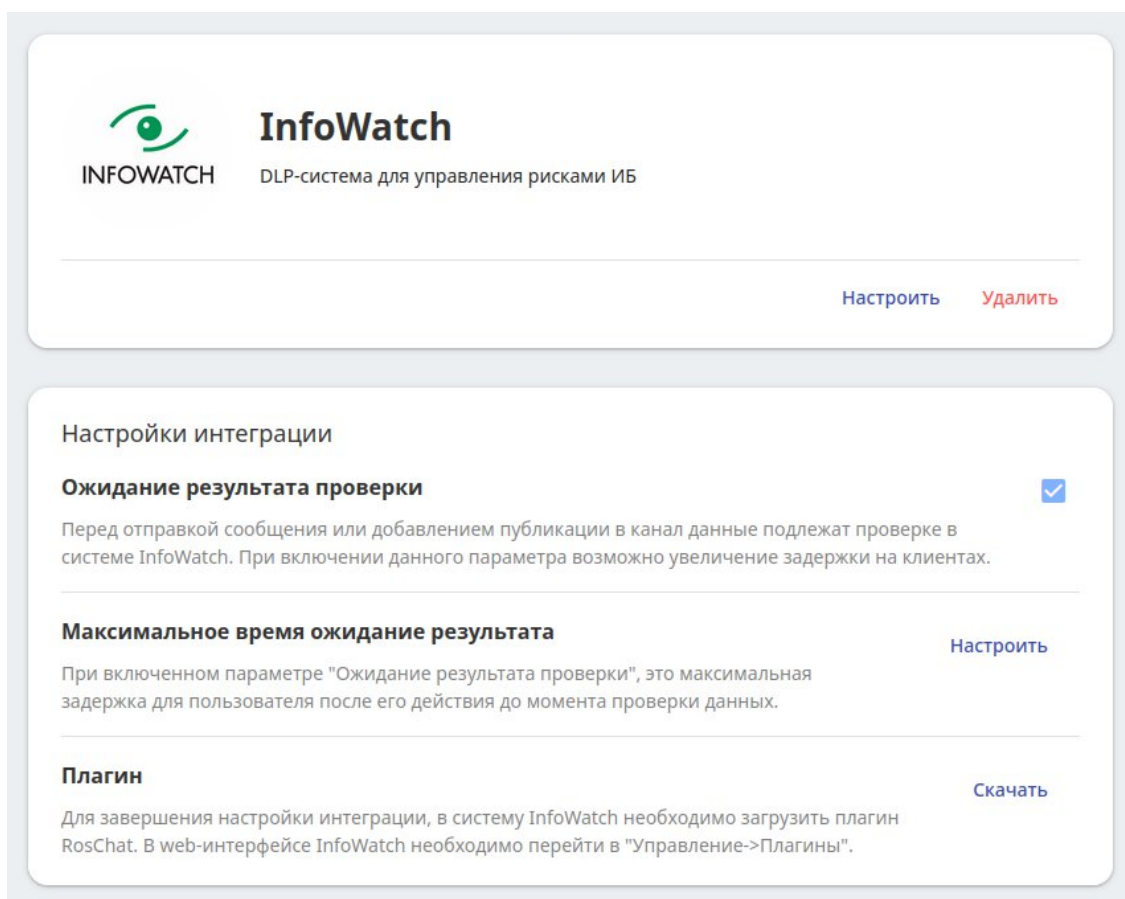 InfoWatch
INFOWATCH
DLP-система для управления рисками ИБ
Настроить Удалить
Настройки интеграции
Ожидание результата проверки
Перед отправкой сообщения или добавлением публикации в канал данные подлежат проверке в
системе InfoWatch. При включении данного параметра возможно увеличение задержки на клиентах.
Максимальное время ожидание результата
Настроить
При включенном параметре "Ожидание результата проверки", это максимальная
задержка для пользователя после его действия до момента проверки данных.
Плагин
Скачать
Для завершения настройки интеграции, в систему InfoWatch необходимо загрузить плагин
RosChat. В web-интерфейсе InfoWatch необходимо перейти в "Управление->Плагины".